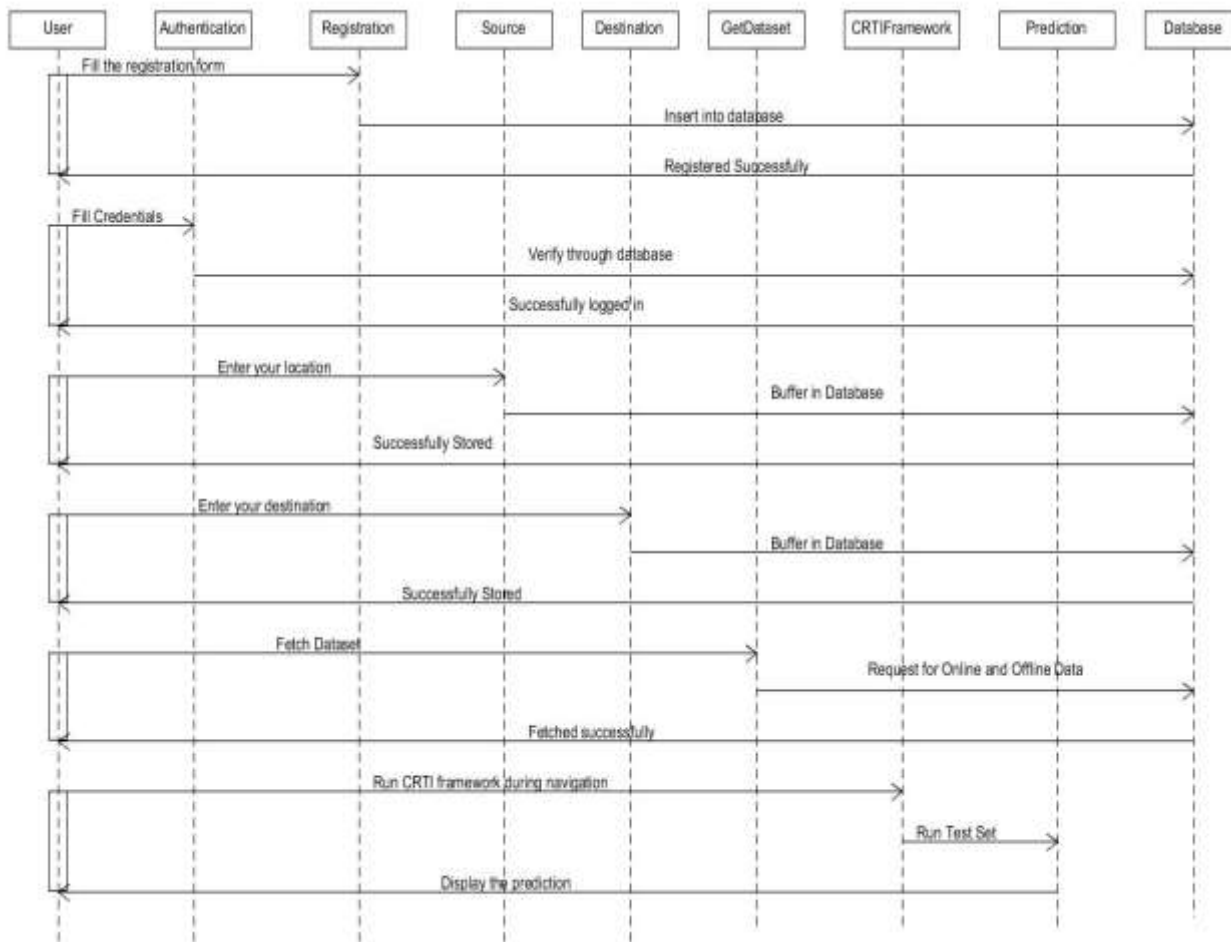 User
Authentication
Registration
Source
Destination
GetDataset
CRTIFramework
Prediction
Database
Fill the registration form
Insert into database
Registered Successfully
Fill Credentials
Verify through database
Successfully logged in
Enter your location
Buffer in Database
Successfully Stored
Enter your destination
Buffer in Database
Successfully Stored
Fetch Dataset
Request for Online and Offline Data
Fetched successfully
Run CRTI framework during navigation
Run Test Set
Display the prediction